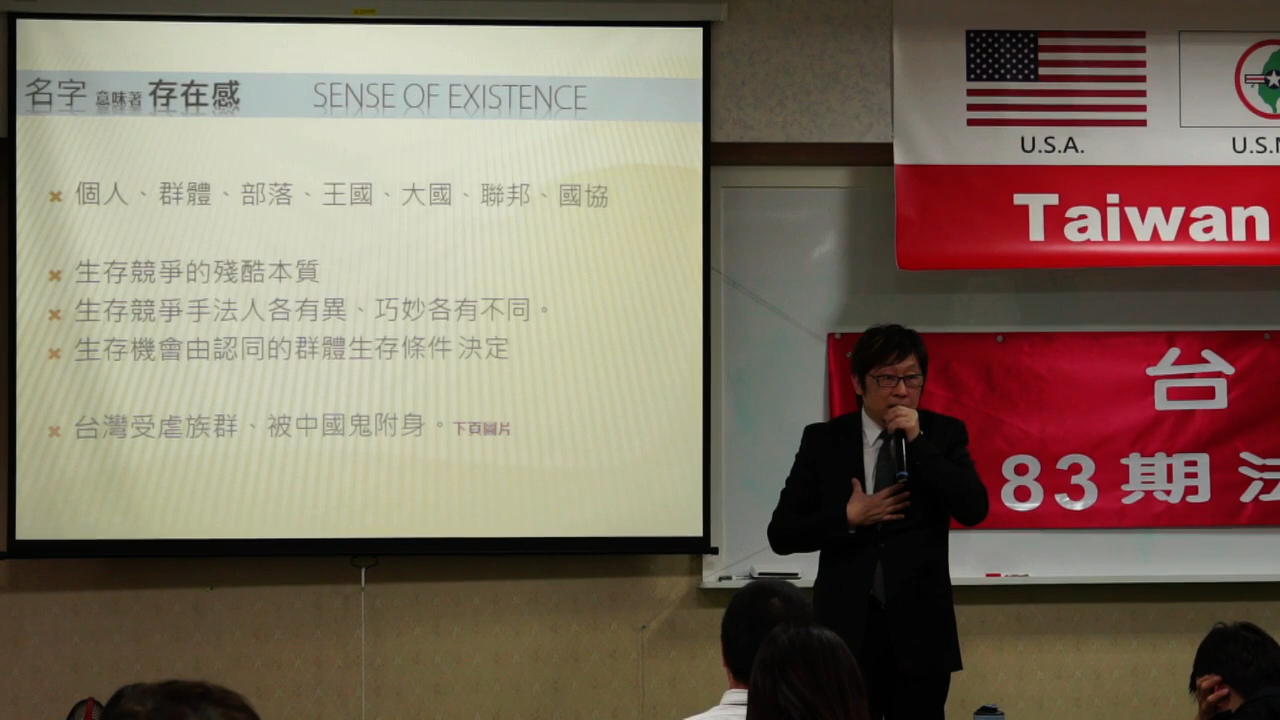 名字 意味著 存在感 SENSE OF EXISTENCE
個人、群體、部落、王國、大國、聯邦、國協
生存競爭的殘酷本質
生存競爭手法人各有異、巧妙各有不同。
生存機會由認同的群體生存條件 決定
台灣受虐族群、被中國鬼附身。下頁圖片
U.S.A.
U.S.
Taiwan
台
83期法